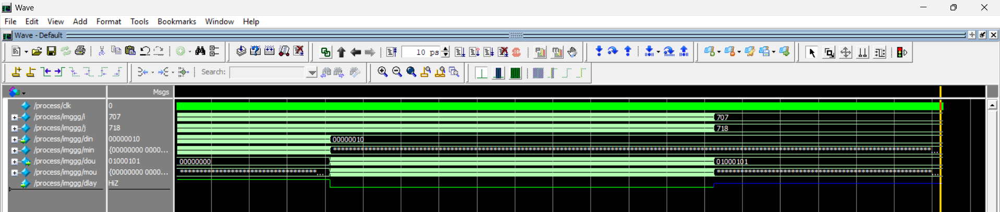 Wave
File Edit View Add Format Tools Bookmarks Window Help
Wave - Default
10 ps
Search:
Msgs
/process/clk 0
/process/imggg/i 707 707
/process/imggg/j 718 718
/process/imggg/din 00000010 00000010
/process/imggg/min {00000000 0000...
/process/imggg/dou 01000101 00000000 01000101
/process/imggg/mou {00000000 0000...
/process/imggg/dlay HiZ